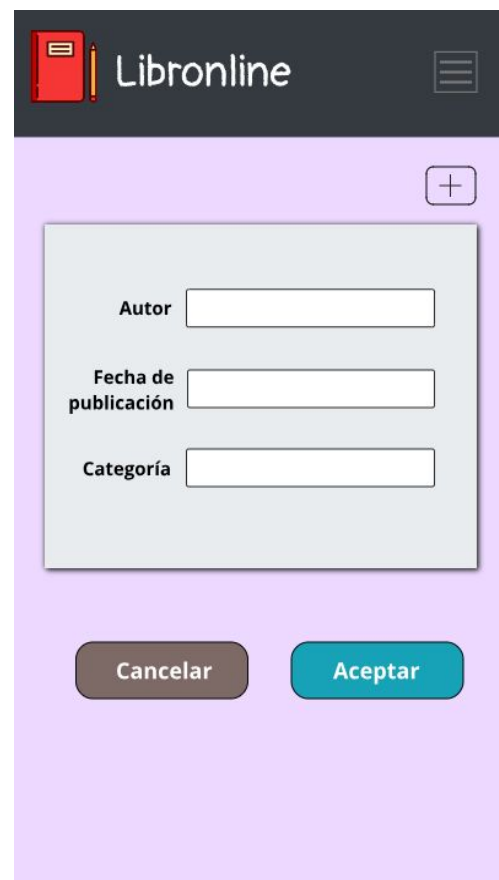 Libronline
Autor
Fecha de
publicación
Categoría
Cancelar
Aceptar